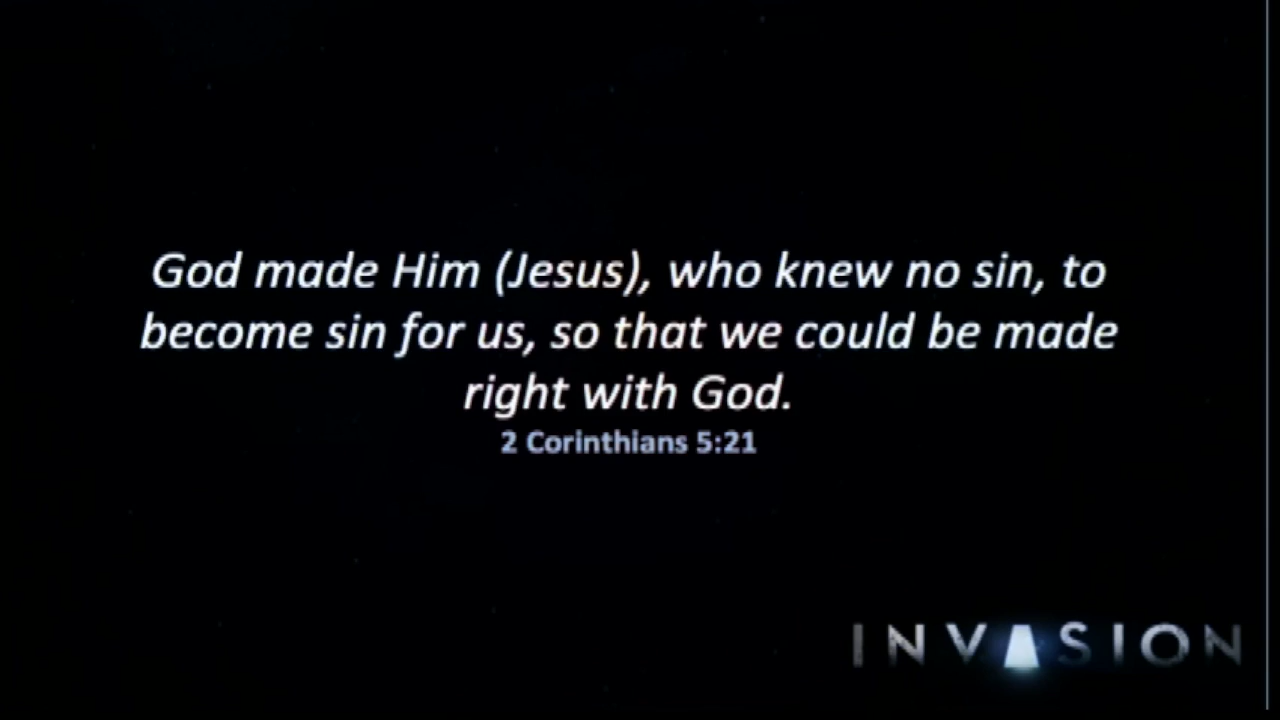 God made Him (Jesus), who knew no sin, to
become sin for us, so that we could be made
right with God.
2 Corinthians 5:21
INVASION